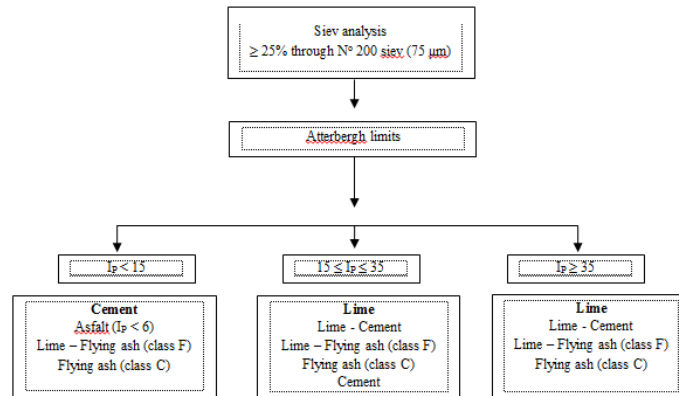 Siev analysis
≥ 25% through Nº 200 siev (75 μm)
Atterbergh limits
IP < 15
15 ≤ IP ≤ 35
IP ≥ 35
Cement
Asfalt (IP < 6)
Lime – Flying ash (class F)
Flying ash (class C)
Lime
Lime - Cement
Lime – Flying ash (class F)
Flying ash (class C)
Cement
Lime
Lime - Cement
Lime – Flying ash (class F)
Flying ash (class C)